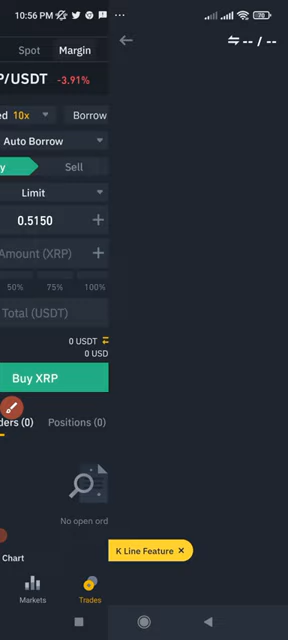 10:56 PM ... 70
Spot Margin
-- / --
P/USDT -3.91%
ed 10x Borrow
Auto Borrow
y Sell
Limit
0.5150 +
Amount (XRP) +
50% 75% 100%
Total (USDT)
0 USDT
0 USD
Buy XRP
ders (0) Positions (0)
No open ord
K Line Feature ×
Chart
Markets Trades